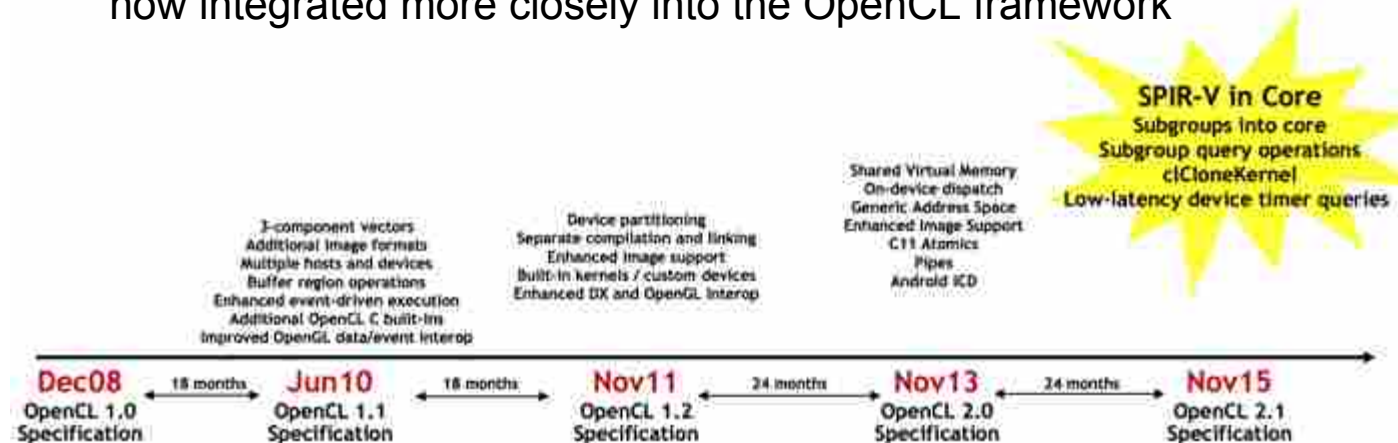 now integrated more closely into the OpenCL framework
SPIR-V in Core
Subgroups into core
Subgroup query operations
clCloneKernel
Low-latency device timer queries
Shared Virtual Memory
On-device dispatch
Generic Address Space
Enhanced Image Support
C11 Atomics
Pipes
Android ICD
Device partitioning
Separate compilation and linking
Enhanced image support
Built-in kernels / custom devices
Enhanced DX and OpenGL Interop
3-component vectors
Additional image formats
Multiple hosts and devices
Buffer region operations
Enhanced event-driven execution
Additional OpenCL C built-ins
Improved OpenGL data/event interop
Dec08 18 months Jun10 18 months Nov11 24 months Nov13 24 months Nov15
OpenCL 1.0 OpenCL 1.1 OpenCL 1.2 OpenCL 2.0 OpenCL 2.1
Specification Specification Specification Specification Specification